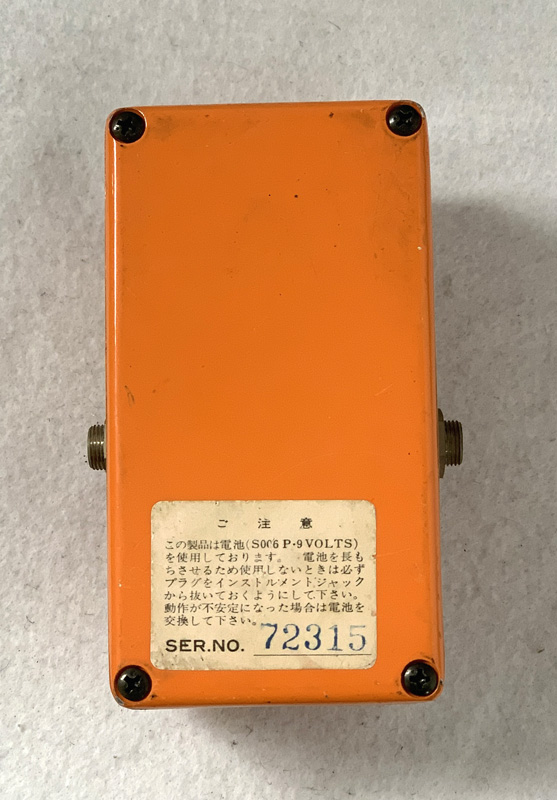 ご注意
この製品は電池(S006P・9VOLTS)
を使用しております。 電池を長も
ちさせるため使用しないときは必ず
プラグをインストルメントジャック
から抜いておくようにして下さい。
動作が不安定になった場合は電池を
交換して下さい。
SER.NO. 72315